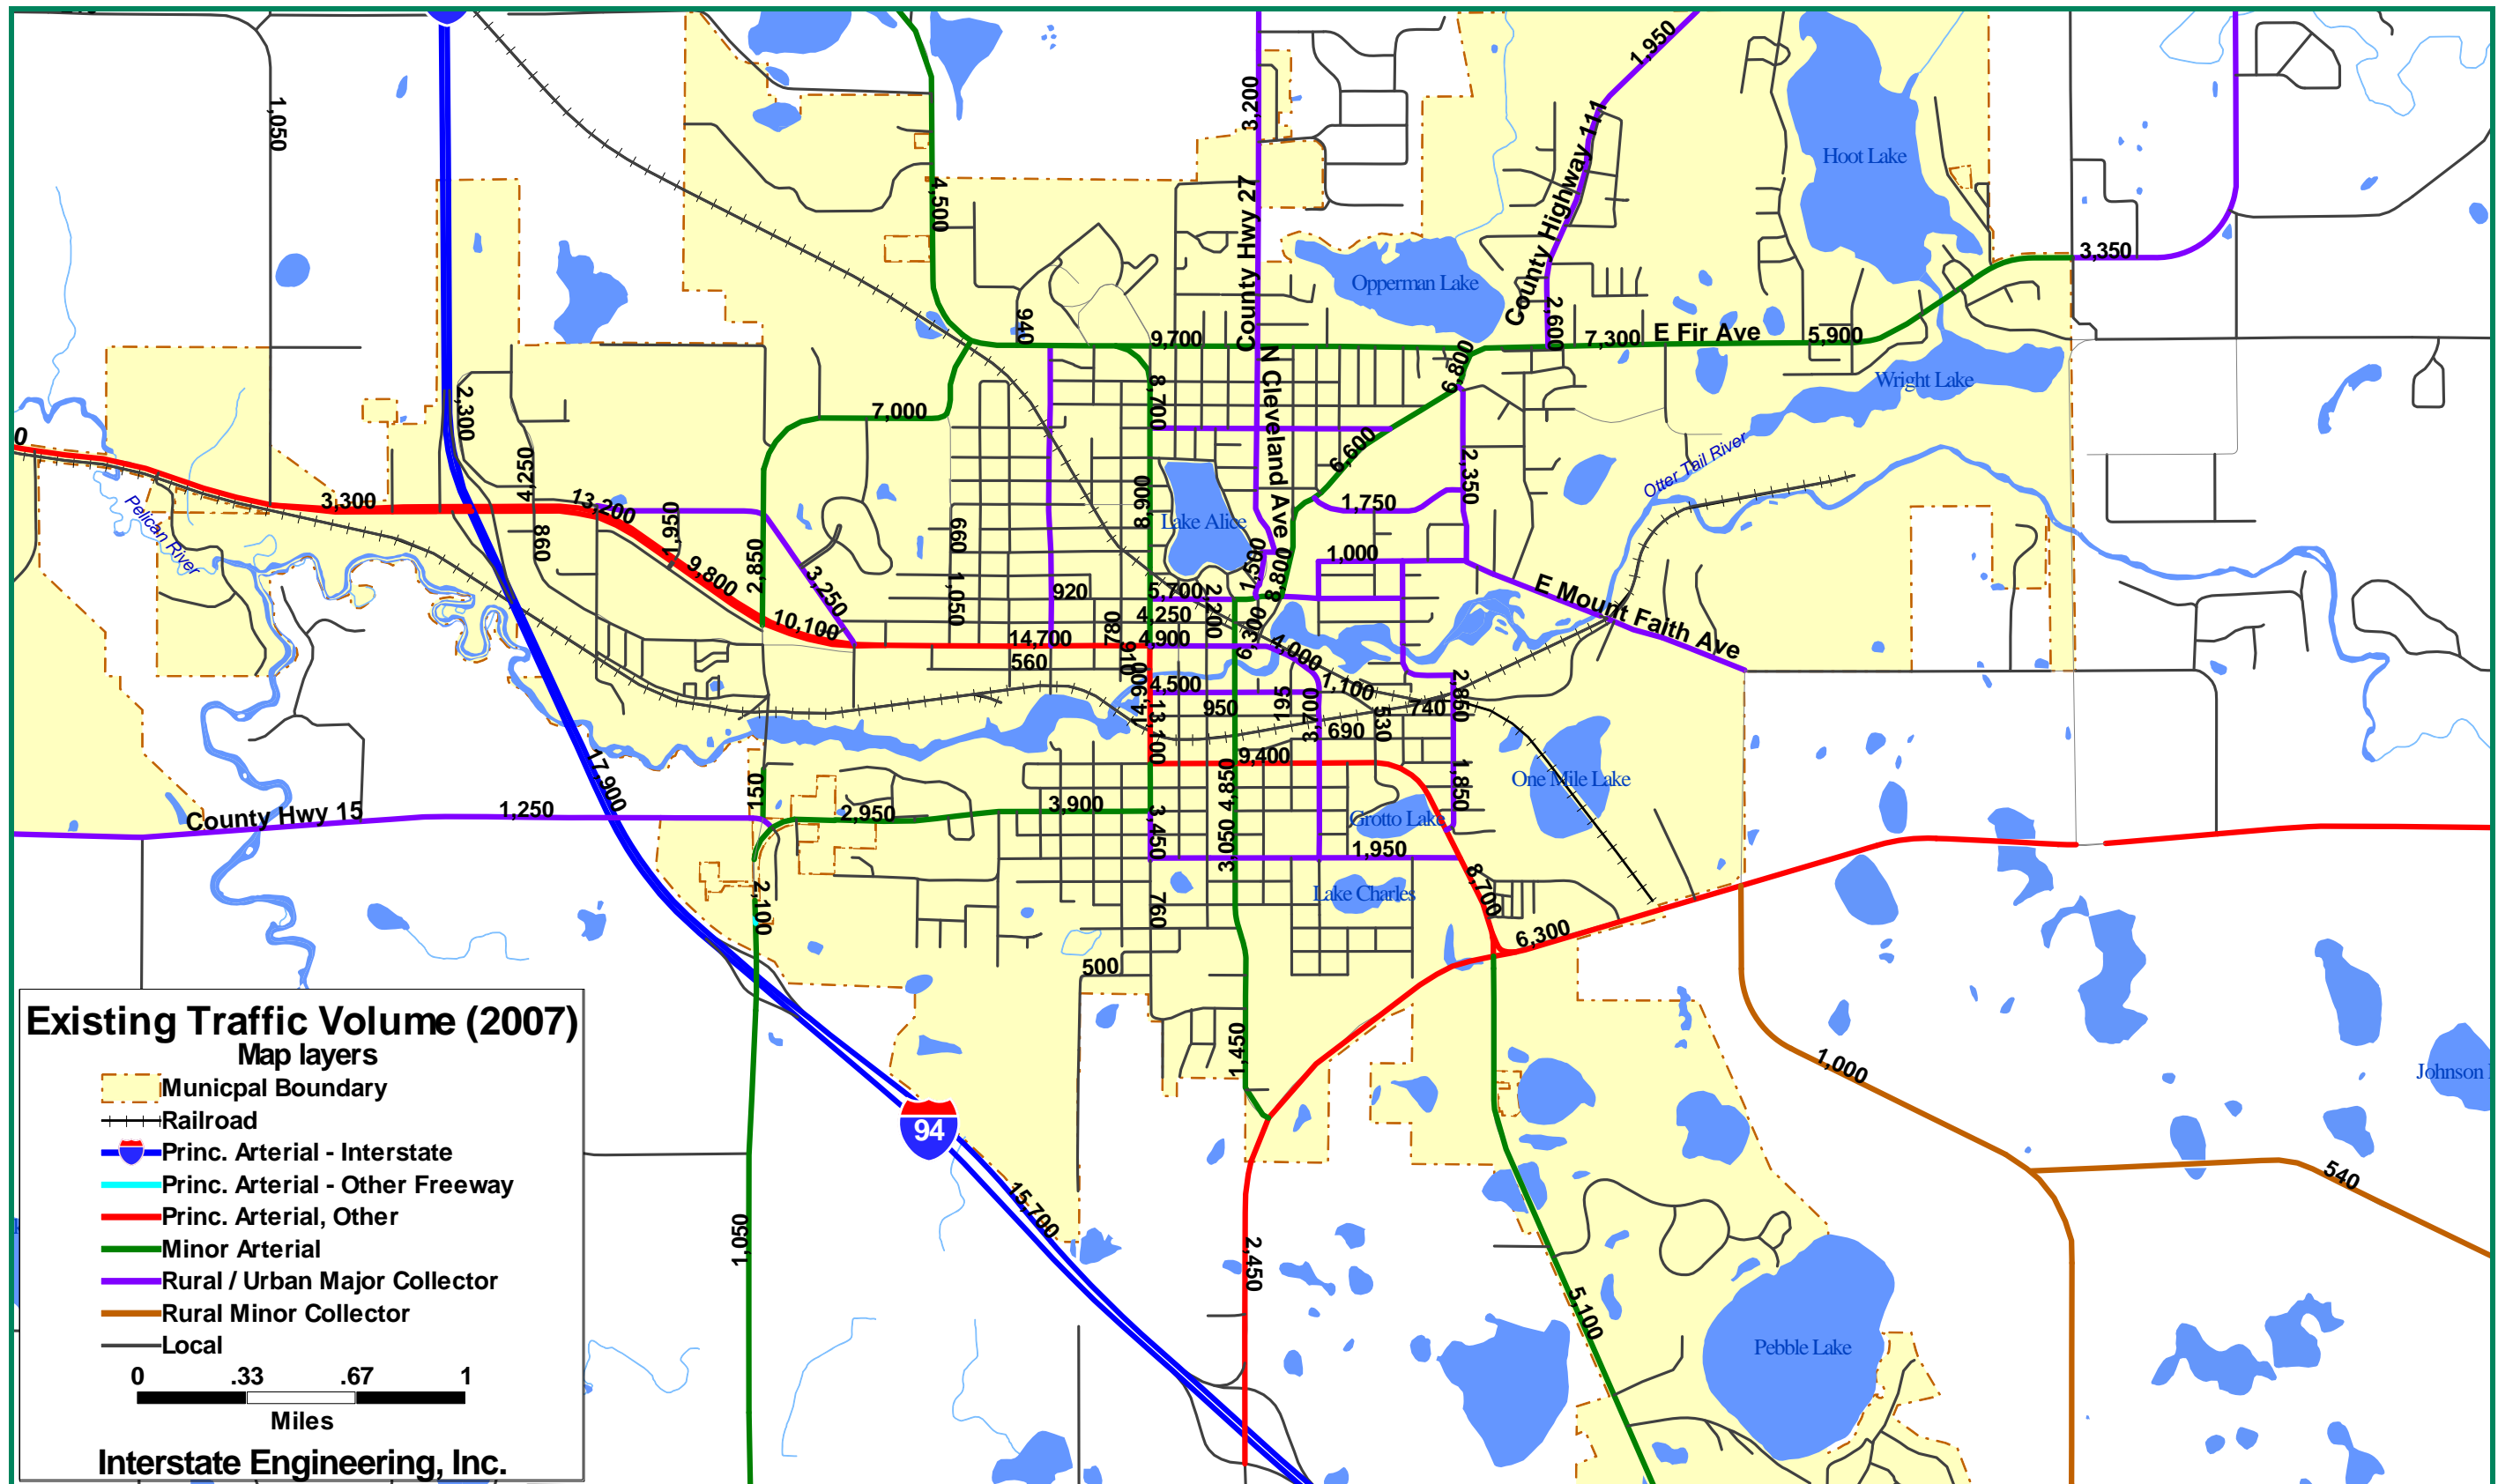 1,950
3,200
1,050
County Highway 111
Hoot Lake
4,500
County Hwy 27
3,350
Opperman Lake
2,600
940
9,700
7,300
E Fir Ave
5,900
6,800
Wright Lake
N Cleveland Ave
8,700
2,300
7,000
0
6,600
Otter Tail River
2,350
4,250
3,300
13,200
1,950
8,900
1,750
Lake Alice
Pelican River
860
660
2,850
1,000
1,500
8,800
9,800
3,250
1,050
920
5,700
2,200
E Mount Faith Ave
4,250
780
10,100
14,700
4,900
6,300
4,000
560
910
14,900
4,500
1,100
2,860
195
950
740
13,100
3,700
530
690
9,400
17,900
150
4,850
1,850
One Mile Lake
County Hwy 15
1,250
2,950
3,900
3,450
Grotto Lake
3,050
1,950
8,700
Lake Charles
2,100
760
6,300
500
Existing Traffic Volume (2007)
Map layers
Municpal Boundary
Railroad
Princ. Arterial - Interstate
Princ. Arterial - Other Freeway
Princ. Arterial, Other
Minor Arterial
Rural / Urban Major Collector
Rural Minor Collector
Local
0 .33 .67 1
Miles
Interstate Engineering, Inc.
1,450
1,000
Johnson
94
540
15,700
1,050
2,450
5,100
Pebble Lake